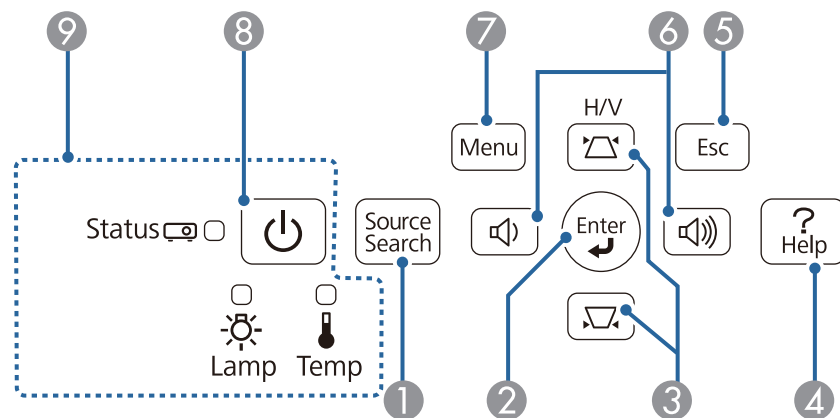 9
8
7
6
5
H/V
Menu
Esc
Status
Source
Search
Enter
?
Help
Lamp
Temp
1
2
3
4